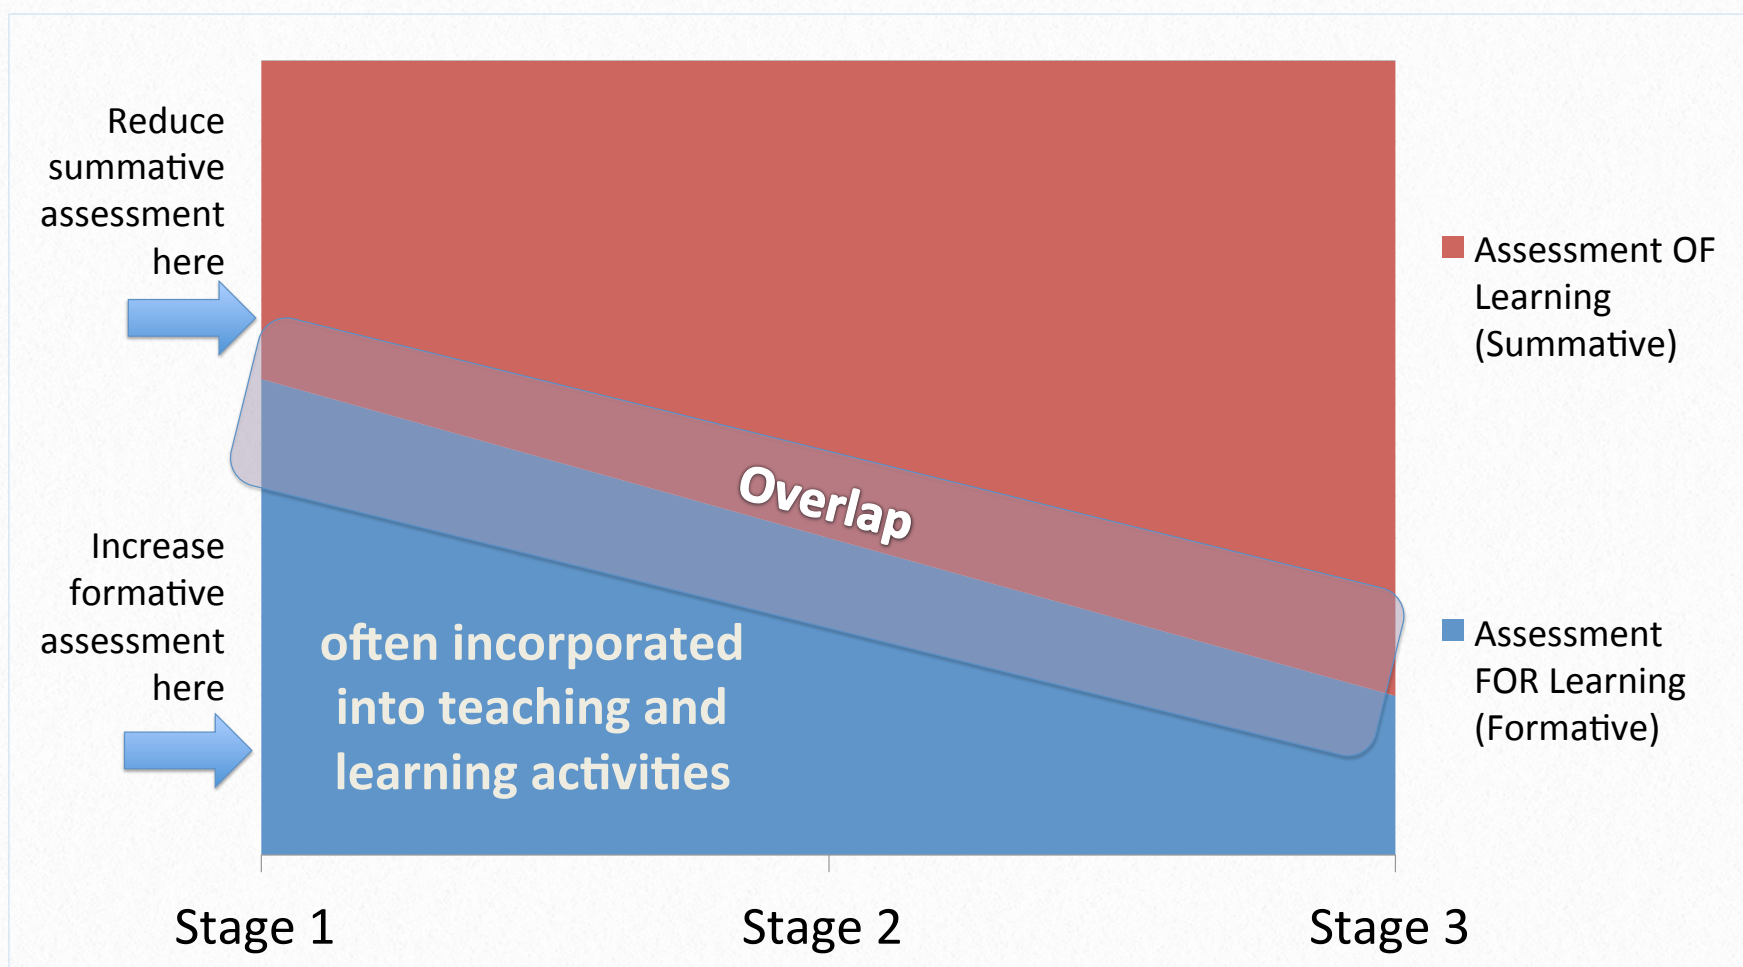 Reduce
summative
assessment
here
Increase
formative
assessment
here
Overlap
often incorporated
into teaching and
learning activities
Assessment OF
Learning
(Summative)
Assessment
FOR Learning
(Formative)
Stage 1
Stage 2
Stage 3